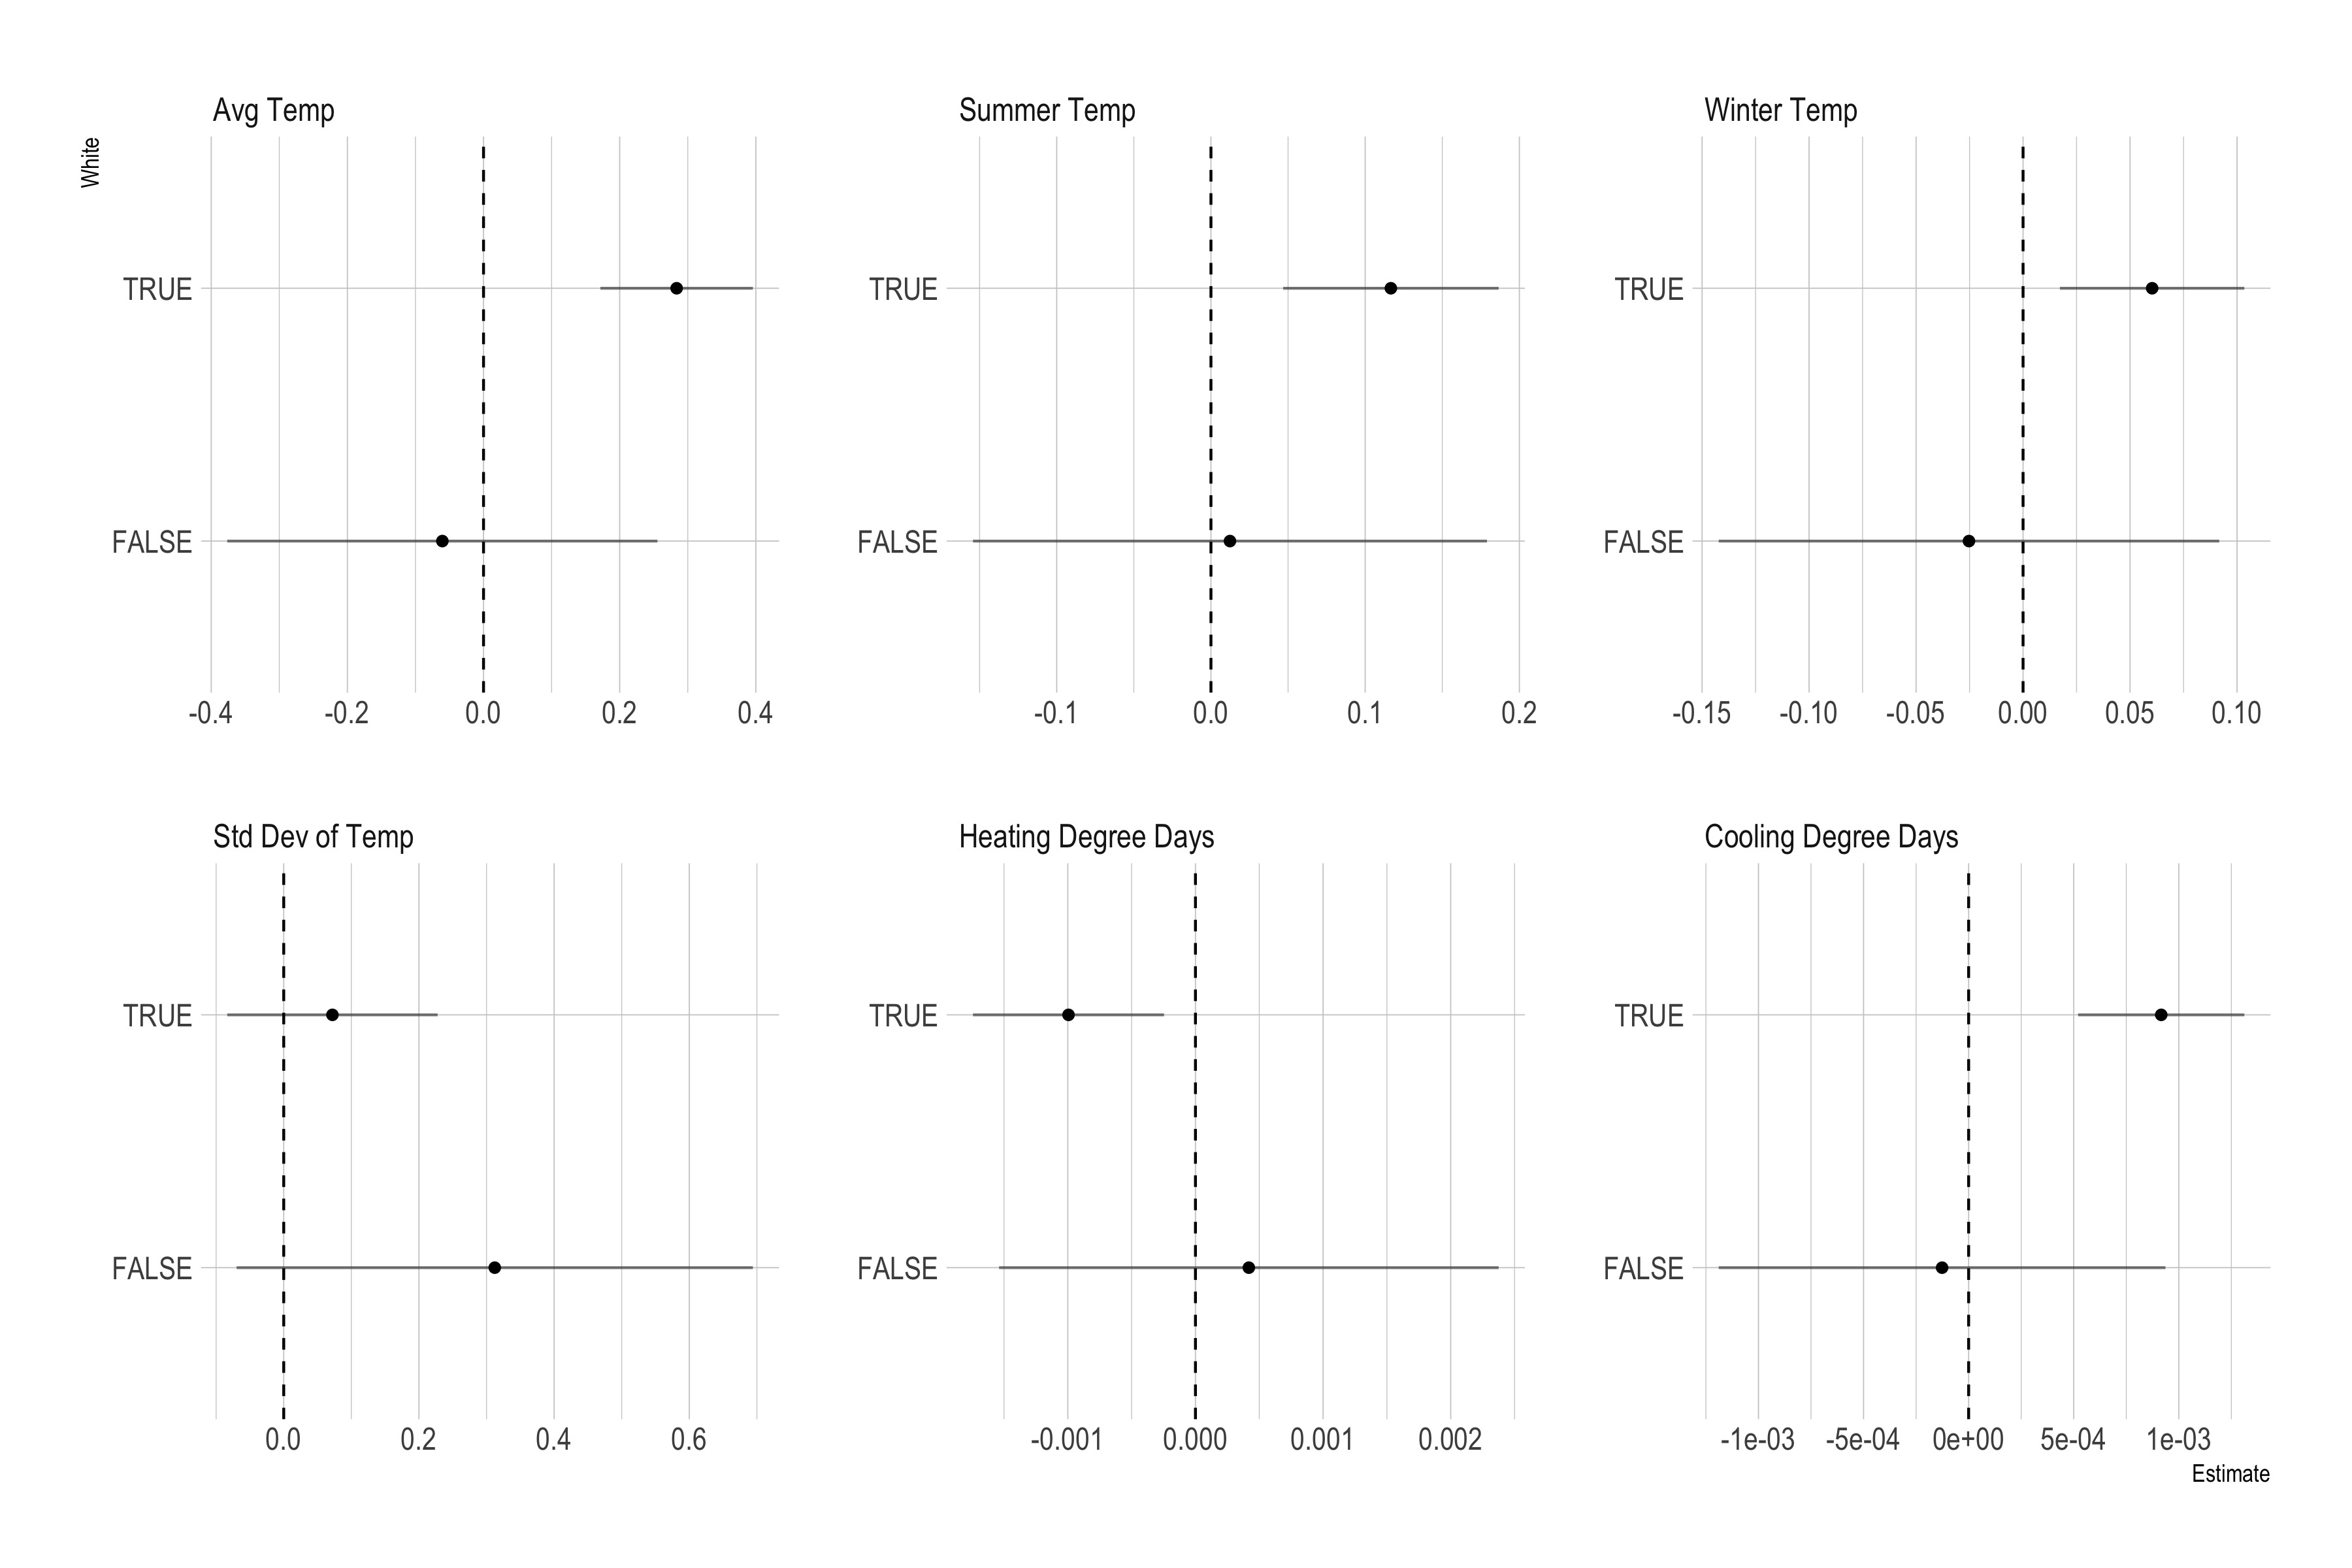 Avg Temp
Summer Temp
Winter Temp
White
TRUE
TRUE
TRUE
FALSE
FALSE
FALSE
-0.4 -0.2 0.0 0.2 0.4
-0.1 0.0 0.1 0.2
-0.15 -0.10 -0.05 0.00 0.05 0.10
Std Dev of Temp
Heating Degree Days
Cooling Degree Days
TRUE
TRUE
TRUE
FALSE
FALSE
FALSE
0.0 0.2 0.4 0.6
-0.001 0.000 0.001 0.002
-1e-03 -5e-04 0e+00 5e-04 1e-03
Estimate